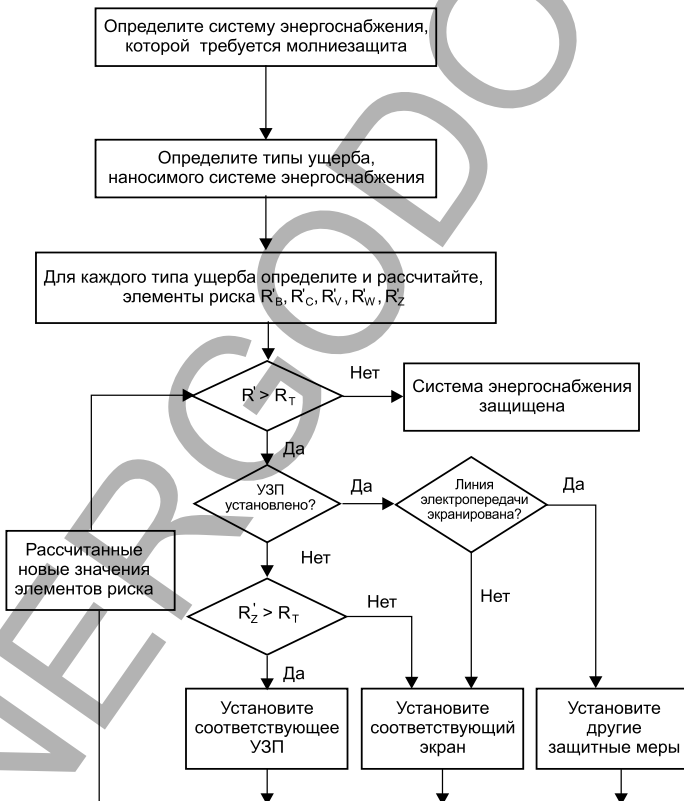 Определите систему энергоснабжения,
которой требуется молниезащита
Определите типы ущерба,
наносимого системе энергоснабжения
Для каждого типа ущерба определите и рассчитайте,
элементы риска R'B, R'C, R'V, R'W, R'Z
R' > RT
Нет
Система энергоснабжения
защищена
Да
УЗП
установлено?
Да
Линия
электропередачи
экранирована?
Да
Рассчитанные
новые значения
элементов риска
Нет
Нет
R'Z > RT
Нет
Да
Установите
соответствующее
УЗП
Установите
соответствующий
экран
Установите
другие
защитные меры
NERGODO